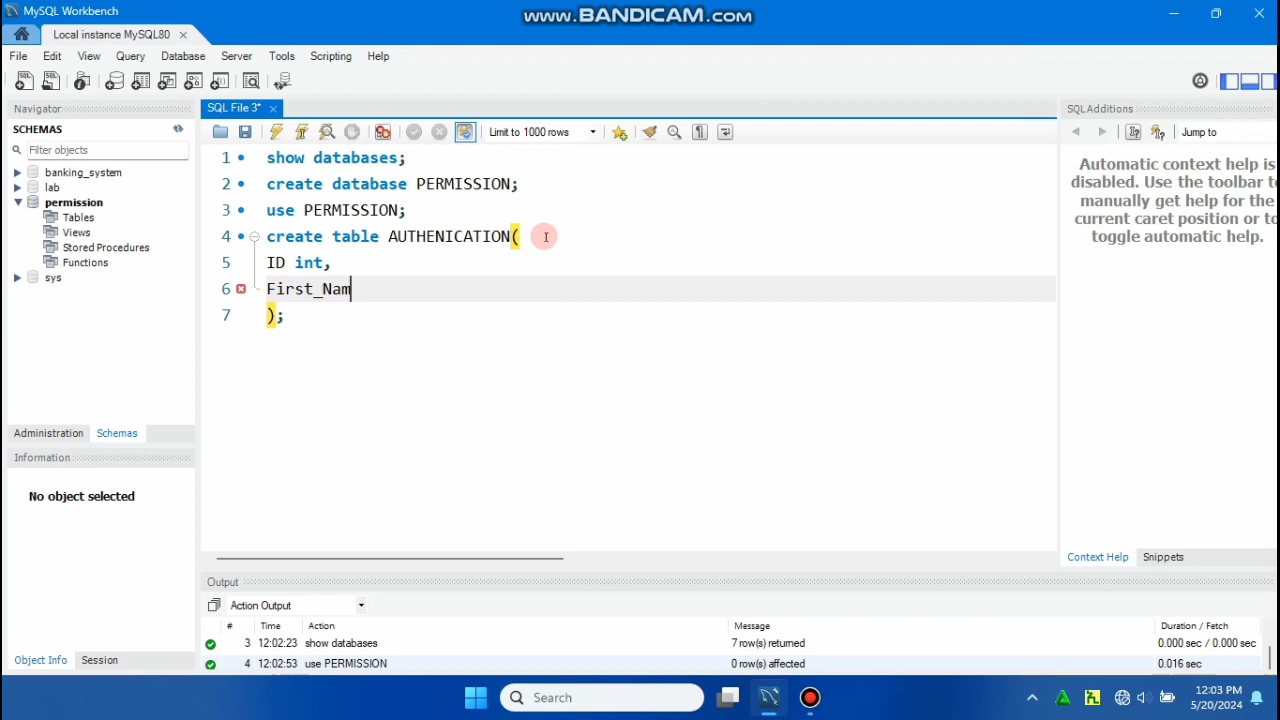 MySQL Workbench
www.BANDICAM.com
Local instance MySQL80
File Edit View Query Database Server Tools Scripting Help
Navigator
SCHEMAS
Filter objects
banking_system
lab
permission
Tables
Views
Stored Procedures
Functions
sys
Administration Schemas
Information
No object selected
Object Info Session
SQL File 3*
Limit to 1000 rows
1 show databases;
2 create database PERMISSION;
3 use PERMISSION;
4 create table AUTHENICATION(
5 ID int,
6 First_Nam
7 );
SQLAdditions
Jump to
Automatic context help is
disabled. Use the toolbar to
manually get help for the
current caret position or to
toggle automatic help.
Context Help Snippets
Output
Action Output
# Time Action Message Duration / Fetch
3 12:02:23 show databases 7 row(s) returned 0.000 sec / 0.000 sec
4 12:02:53 use PERMISSION 0 row(s) affected 0.016 sec
Search
12:03 PM
5/20/2024